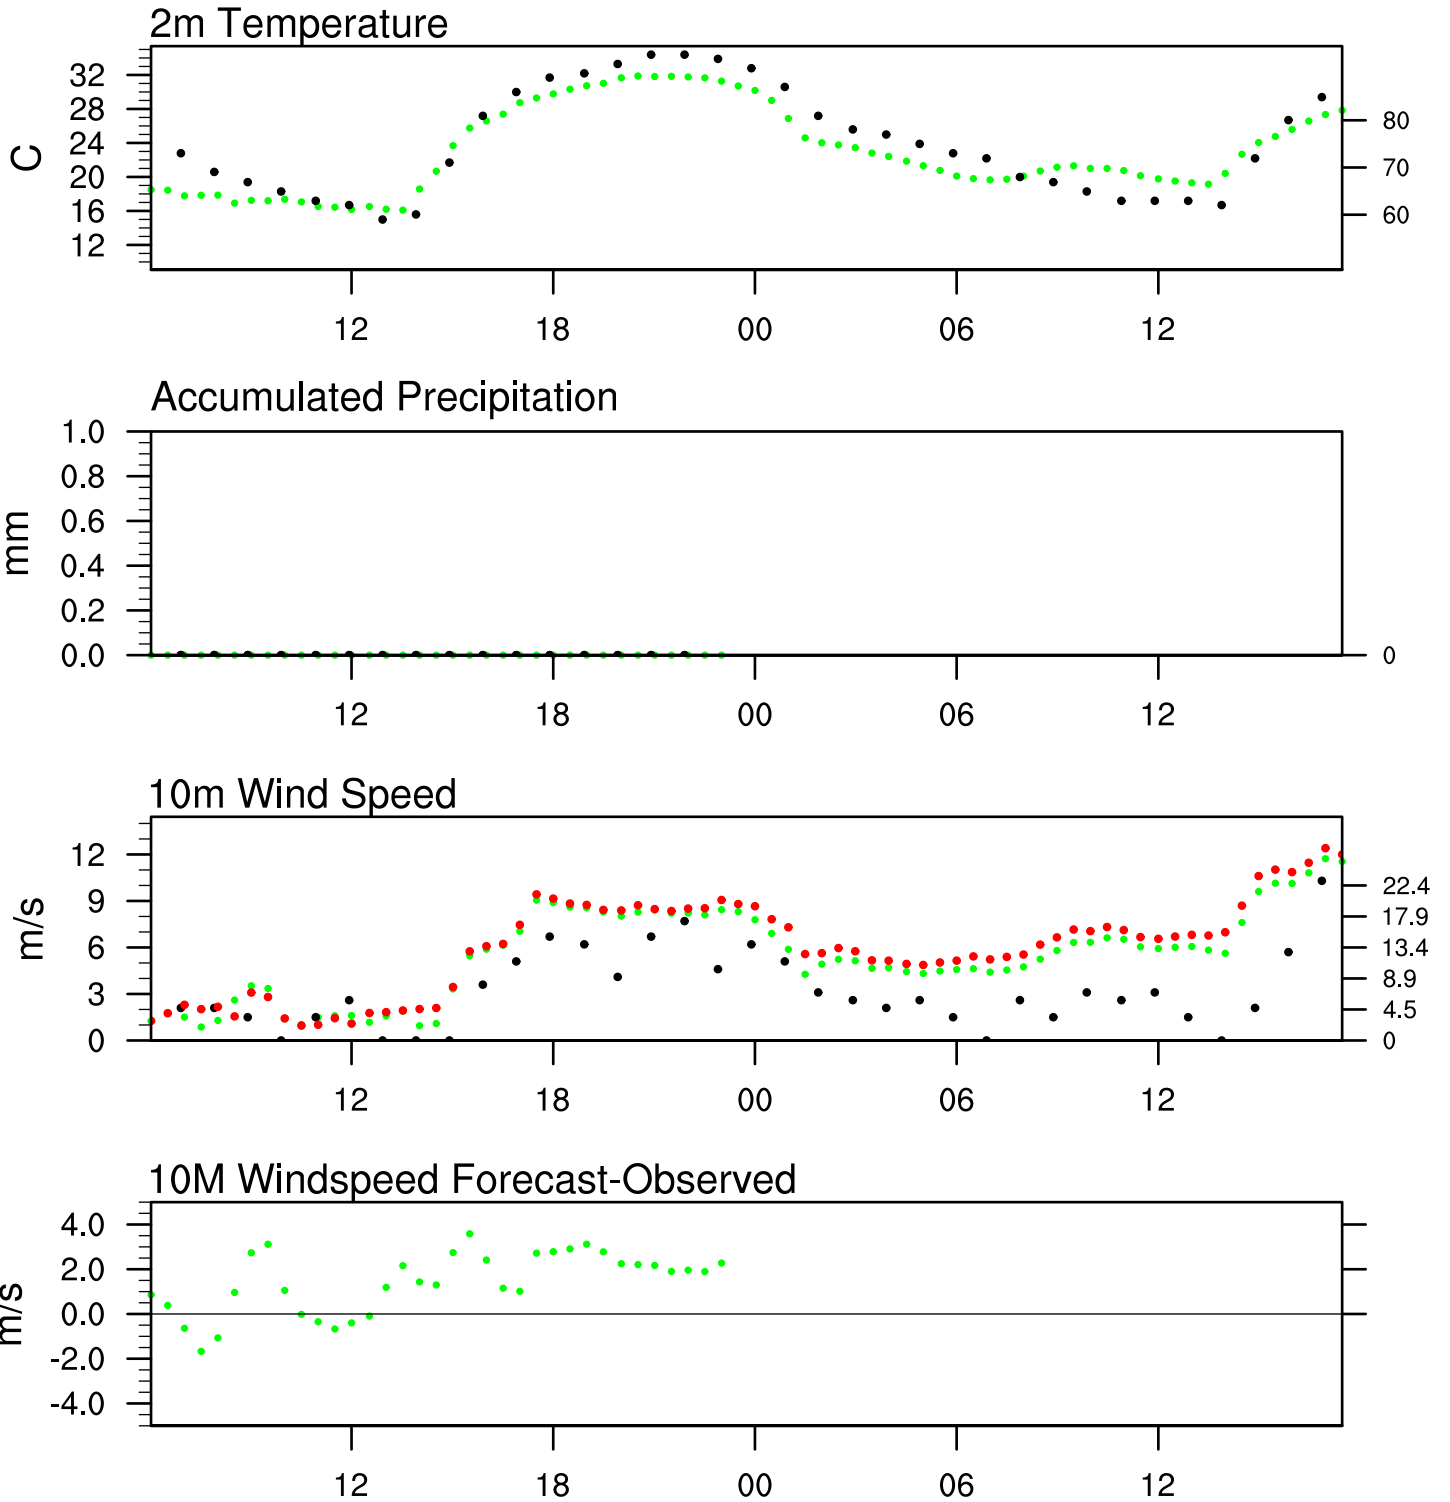 2m Temperature
C
32
28
24
20
16
12
80
70
60
12 18 00 06 12
Accumulated Precipitation
mm
1.0
0.8
0.6
0.4
0.2
0.0
0
12 18 00 06 12
10m Wind Speed
m/s
12
9
6
3
0
22.4
17.9
13.4
8.9
4.5
0
12 18 00 06 12
10M Windspeed Forecast-Observed
m/s
4.0
2.0
0.0
-2.0
-4.0
12 18 00 06 12